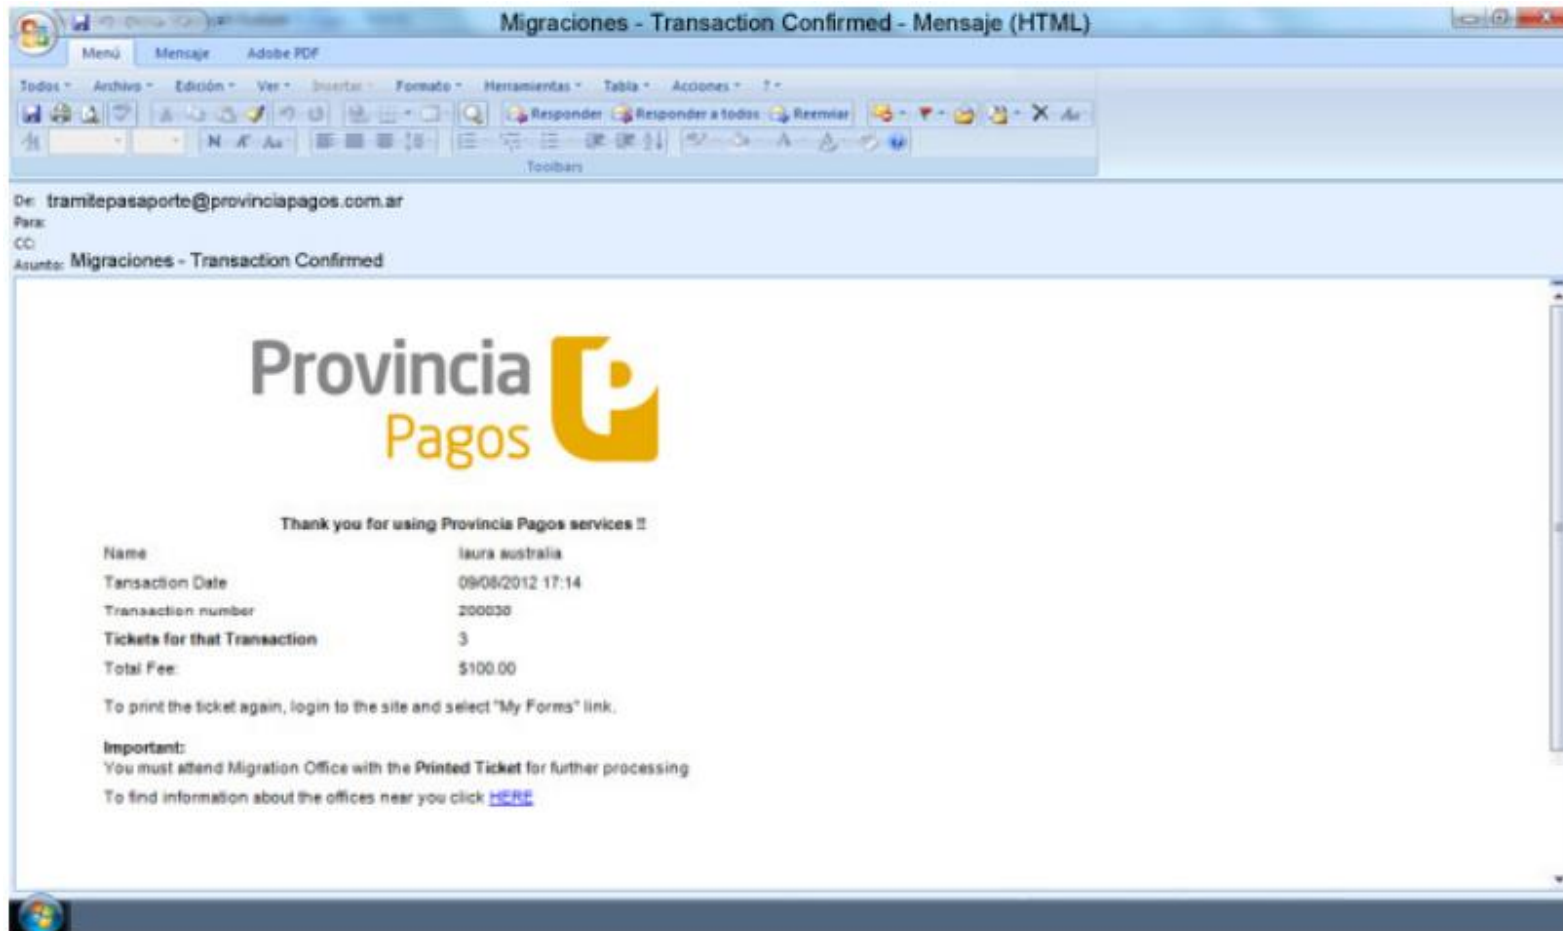 Migraciones - Transaction Confirmed - Mensaje (HTML)
Menú Mensaje Adobe PDF
Todos Archivo Edición Ver Insertar Formato Herramientas Tabla Acciones ?
Responder Responder a todos Reenviar
Toolbars
De: tramitepasaporte@provinciapagos.com.ar
Para:
CC:
Asunto: Migraciones - Transaction Confirmed
Provincia
Pagos
Thank you for using Provincia Pagos services !!
Name laura australia
Tansaction Date 09/08/2012 17:14
Transaction number 200030
Tickets for that Transaction 3
Total Fee: $100.00
To print the ticket again, login to the site and select "My Forms" link.
Important:
You must attend Migration Office with the Printed Ticket for further processing
To find information about the offices near you click HERE